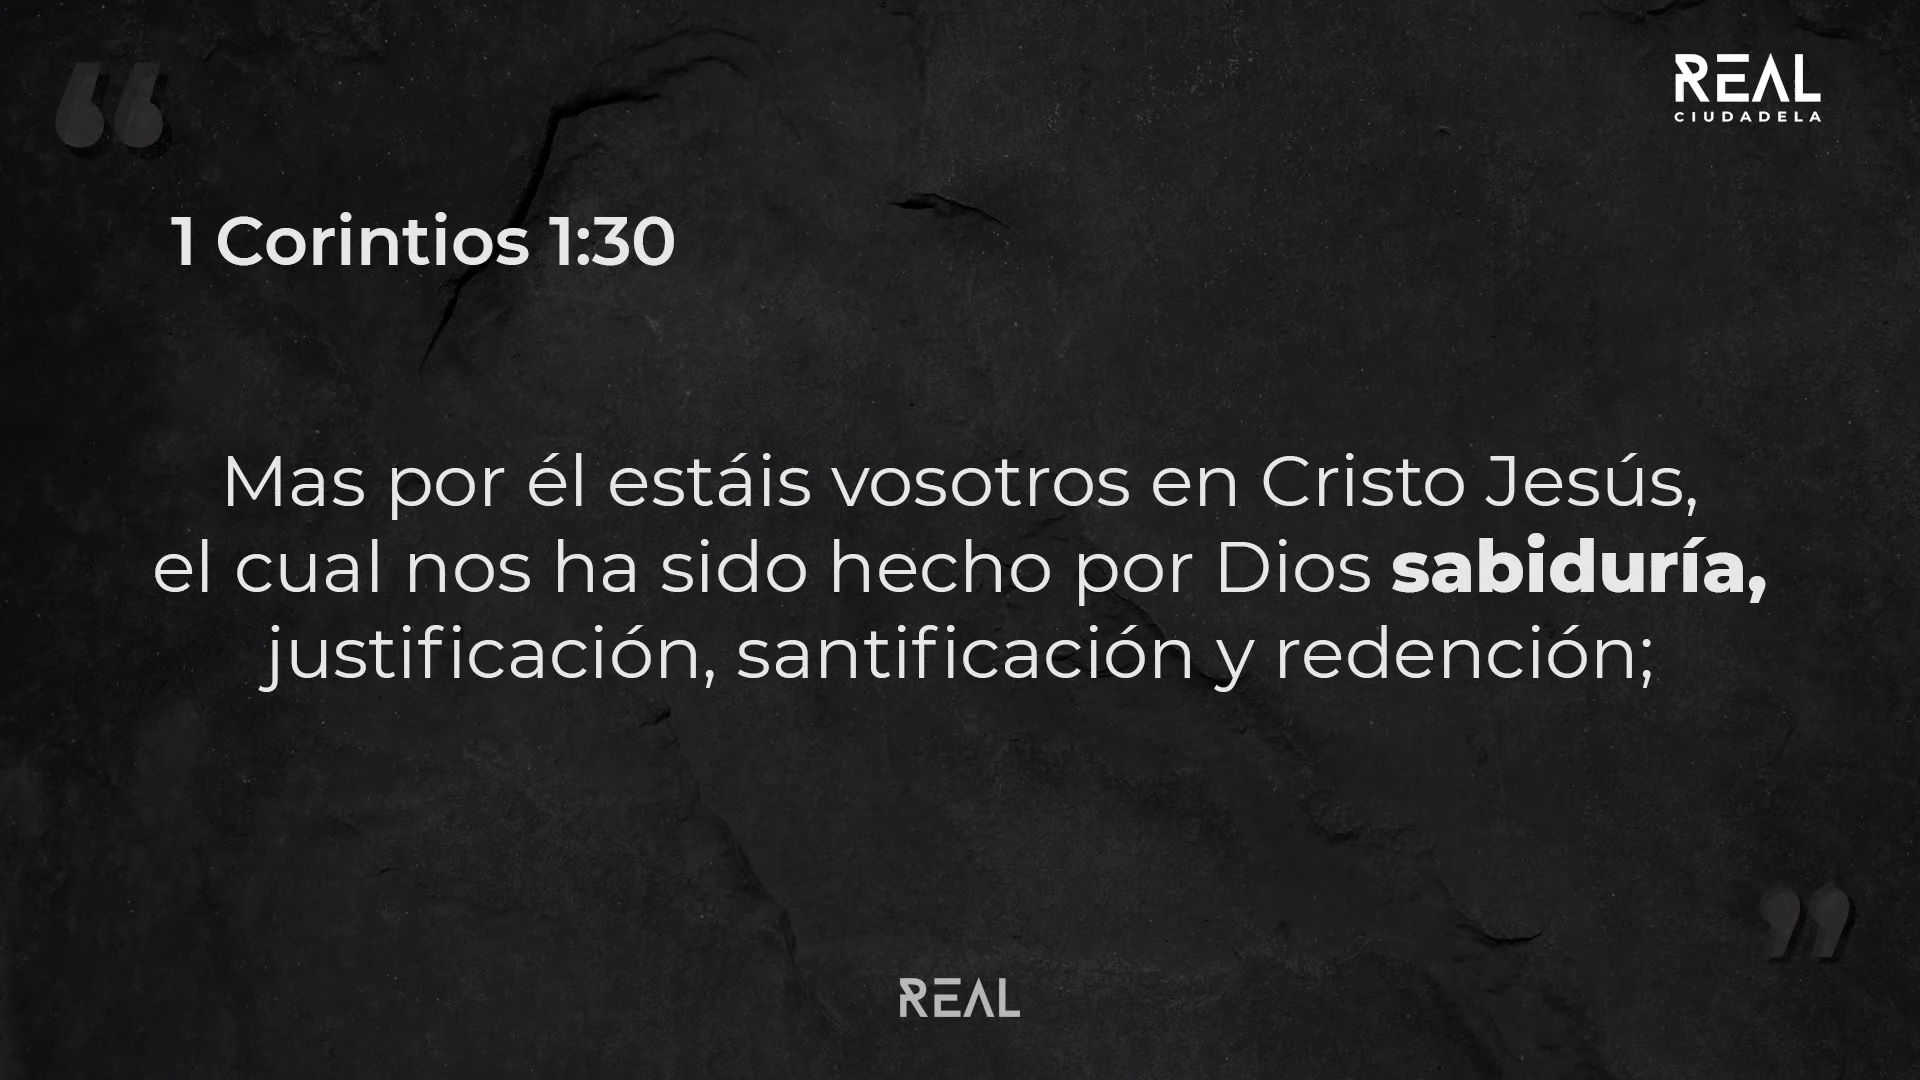 REAL
CIUDADELA
1 Corintios 1:30
Mas por él estáis vosotros en Cristo Jesús,
el cual nos ha sido hecho por Dios sabiduría,
justificación, santificación y redención;
REAL